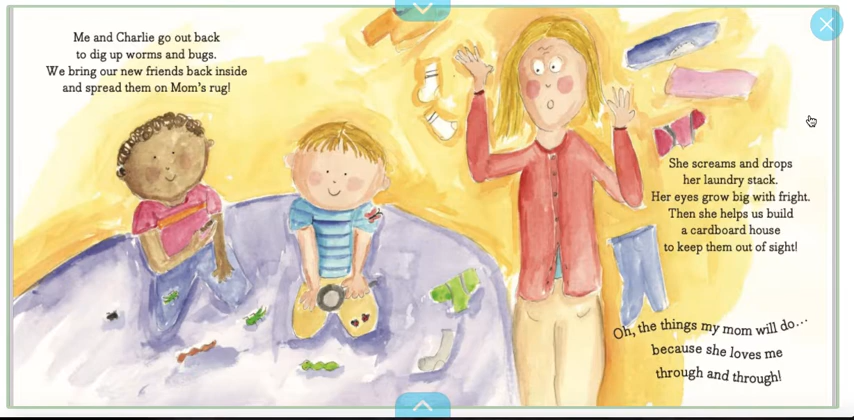 Me and Charlie go out back
to dig up worms and bugs.
We bring our new friends back inside
and spread them on Mom's rug!
She screams and drops
her laundry stack.
Her eyes grow big with fright.
Then she helps us build
a cardboard house
to keep them out of sight!
Oh, the things my mom will do...
because she loves me
through and through!